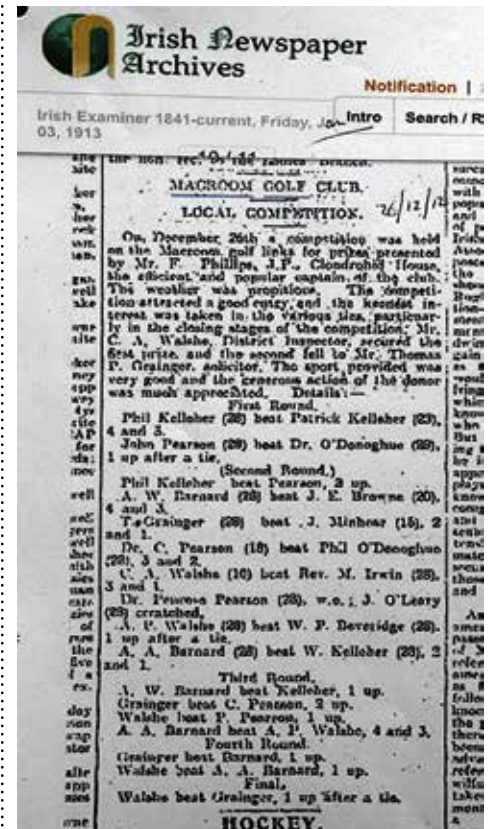 Irish Newspaper
Archives
Notification |
Irish Examiner 1841-current, Friday, Jan
03, 1913
Intro
Search / R
MACROOM GOLF CLUB.
LOCAL COMPETITION.
26/12/12
On December 26th a competition was held
on the Macroom golf links for prizes presented
by Mr. F. Phillips, J.P., Clondrohid House,
the efficient and popular captain of the club.
The weather was propitious. The competi-
tion attracted a good entry, and the keenest in-
terest was taken in the various ties, particular-
ly in the closing stages of the competition. Mr.
C. A. Walshe, District Inspector, secured the
first prize, and the second fell to Mr. Thomas
P. Grainger, solicitor. The sport provided was
very good and the generous action of the donor
was much appreciated. Details:—
First Round.
Phil Kelleher (28) beat Patrick Kelleher (23),
4 and 3.
John Pearson (28) beat Dr. O'Donoghue (28),
1 up after a tie.
(Second Round.)
Phil Kelleher beat Pearson, 3 up.
A. W. Barnard (28) beat J. E. Browne (20),
4 and 3.
T. Grainger (28) beat J. Minhear (15), 2
and 1.
Dr. C. Pearson (18) beat Phil O'Donoghue
(22), 3 and 2.
C. A. Walshe (10) beat Rev. M. Irwin (28),
3 and 1.
Dr. Penrose Pearson (28), w.o.; J. O'Leary
(28) scratched.
A. P. Walshe (28) beat W. P. Beveridge (28),
1 up after a tie.
A. A. Barnard (28) beat W. Kelleher (28), 2
and 1.
Third Round.
A. W. Barnard beat Kelleher, 1 up.
Grainger beat C. Pearson, 2 up.
Walshe beat P. Pearson, 1 up.
A. A. Barnard beat A. P. Walshe, 4 and 3.
Fourth Round.
Grainger beat Barnard, 1 up.
Walshe beat A. A. Barnard, 1 up.
Final.
Walshe beat Grainger, 1 up after a tie.
HOCKEY.